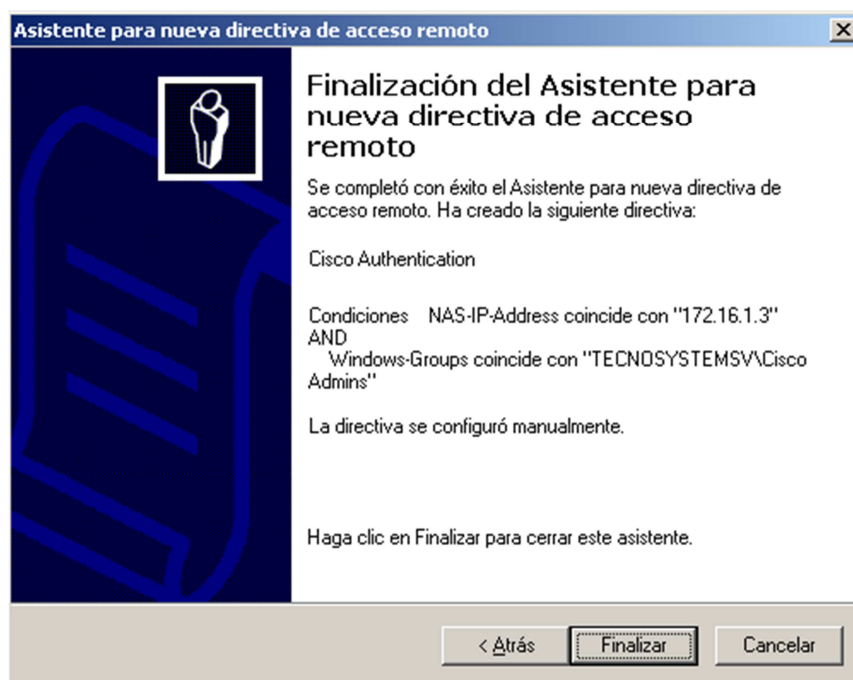 Asistente para nueva directiva de acceso remoto
Finalización del Asistente para
nueva directiva de acceso
remoto
Se completó con éxito el Asistente para nueva directiva de
acceso remoto. Ha creado la siguiente directiva:
Cisco Authentication
Condiciones NAS-IP-Address coincide con "172.16.1.3"
AND
Windows-Groups coincide con "TECNOSYSTEMSV\Cisco
Admins"
La directiva se configuró manualmente.
Haga clic en Finalizar para cerrar este asistente.
< Atrás Finalizar Cancelar